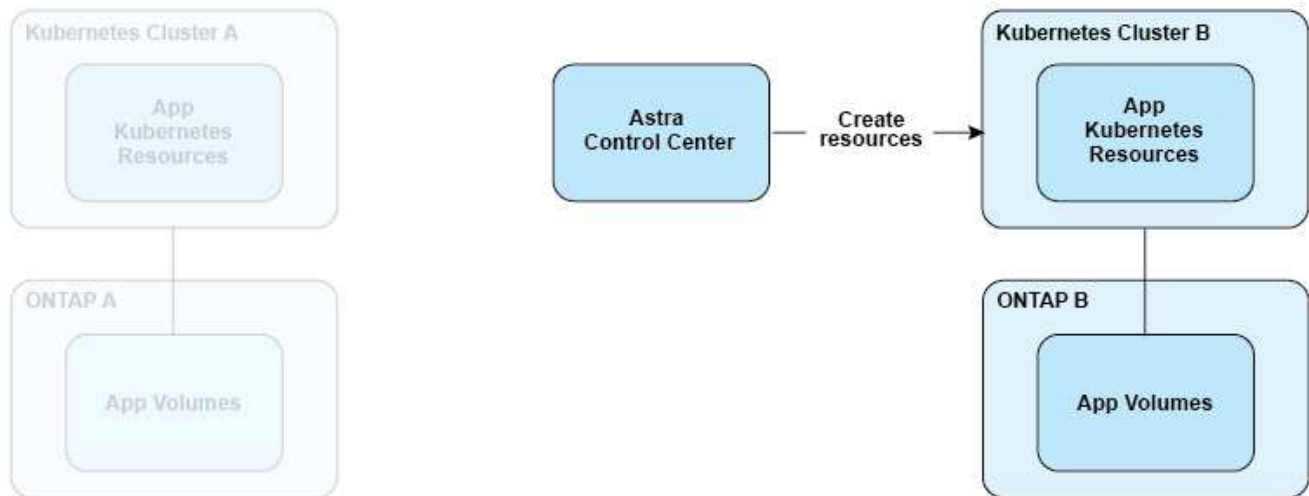 Kubernetes Cluster A
App
Kubernetes
Resources
ONTAP A
App Volumes
Astra
Control Center
Create
resources
Kubernetes Cluster B
App
Kubernetes
Resources
ONTAP B
App Volumes